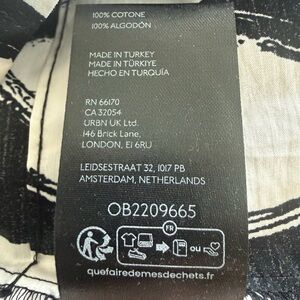 100% COTONE
100% ALGODÓN
MADE IN TURKEY
MADE IN TÜRKIYE
HECHO EN TURQUÍA
RN 66170
CA 32054
URBN UK Ltd.
146 Brick Lane,
LONDON, E1 6RU
LEIDSESTRAAT 32, 1017 PB
AMSTERDAM, NETHERLANDS
OB2209665
FR
OU
quefairedemesdechets.fr